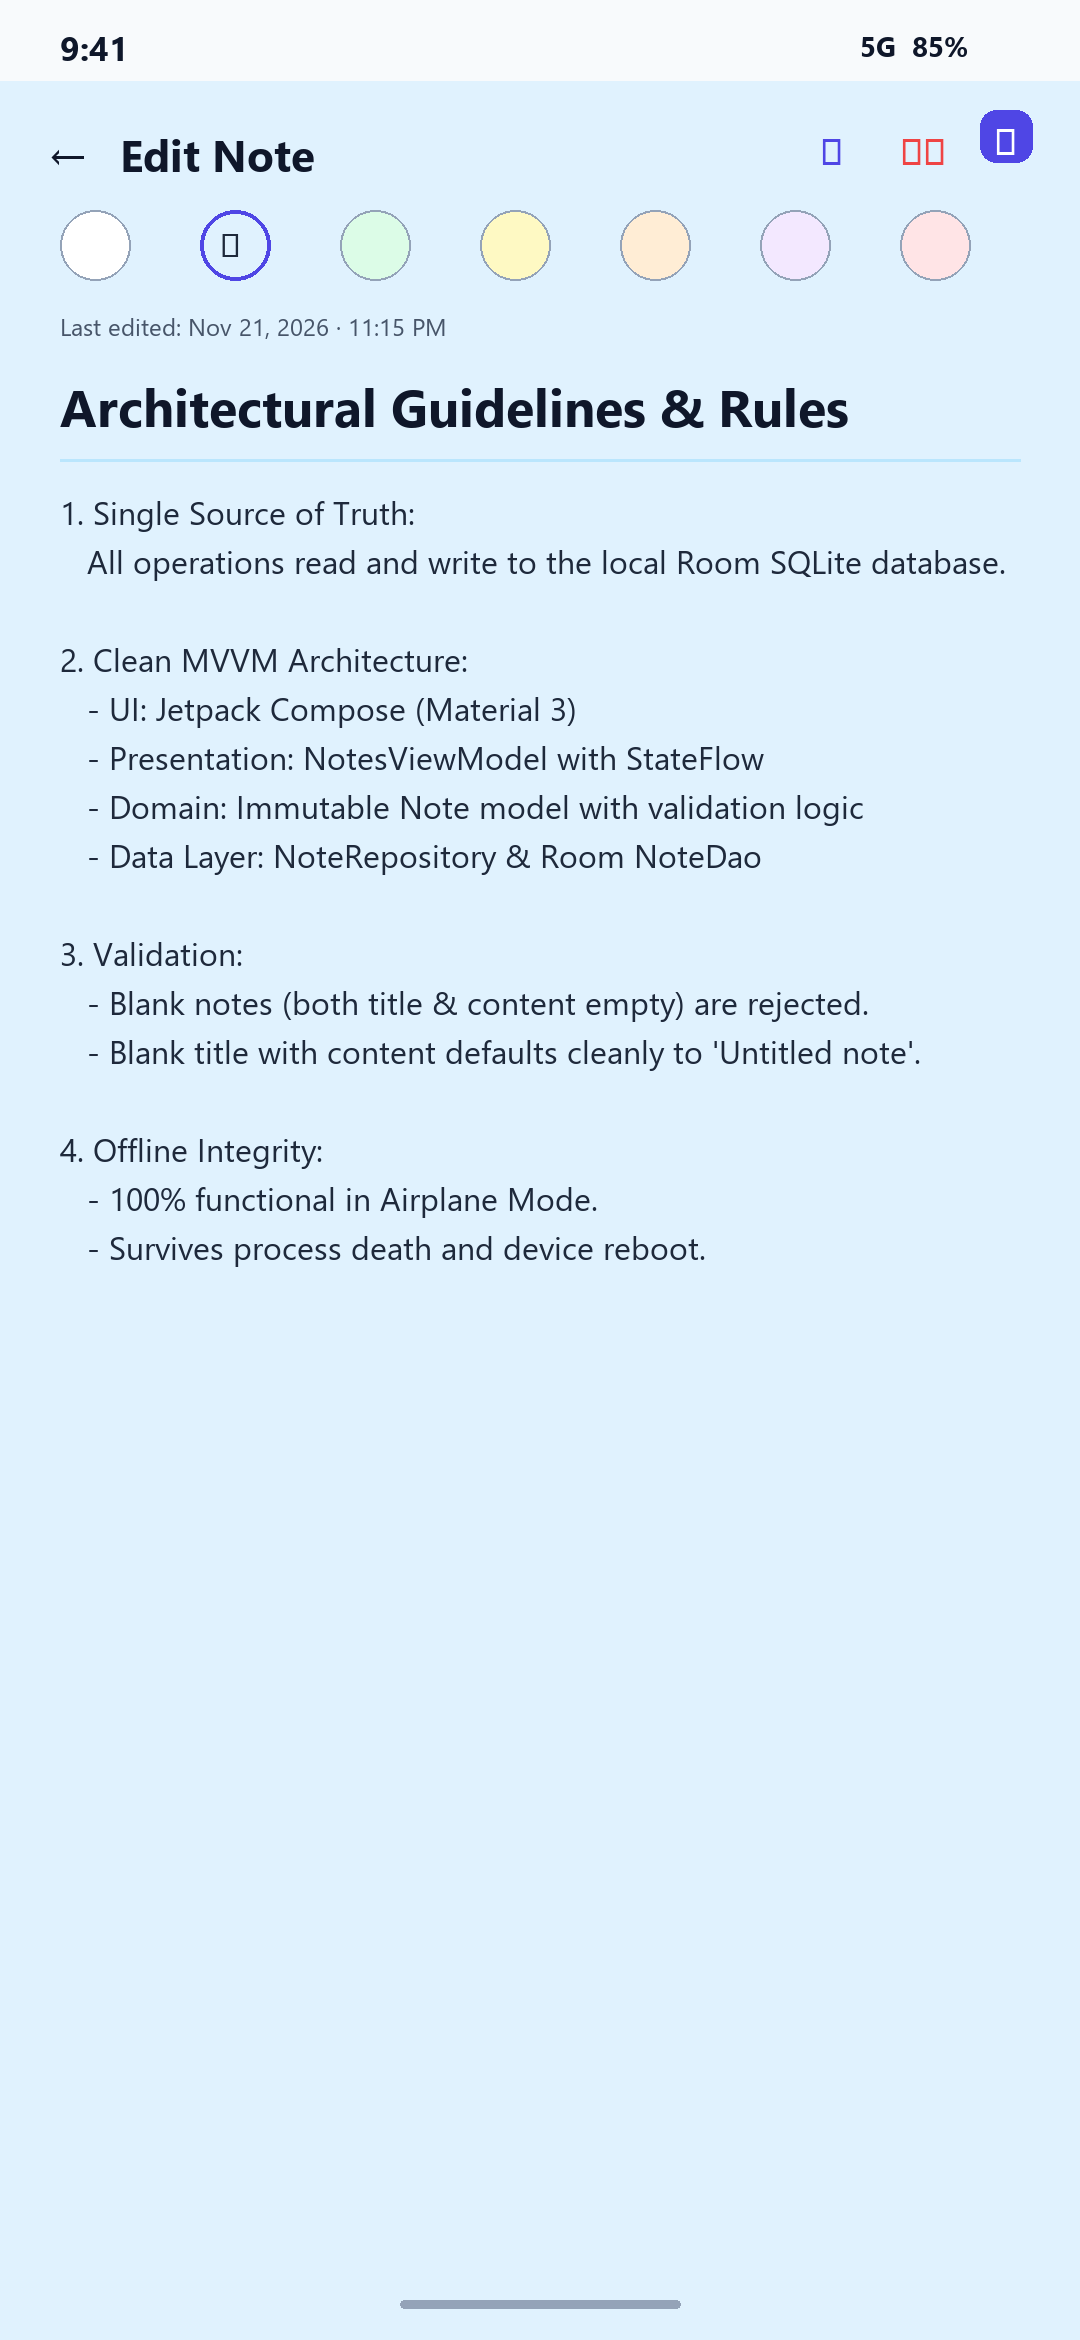 9:41
5G 85%
← Edit Note
Last edited: Nov 21, 2026 · 11:15 PM
Architectural Guidelines & Rules
1. Single Source of Truth:
All operations read and write to the local Room SQLite database.
2. Clean MVVM Architecture:
- UI: Jetpack Compose (Material 3)
- Presentation: NotesViewModel with StateFlow
- Domain: Immutable Note model with validation logic
- Data Layer: NoteRepository & Room NoteDao
3. Validation:
- Blank notes (both title & content empty) are rejected.
- Blank title with content defaults cleanly to 'Untitled note'.
4. Offline Integrity:
- 100% functional in Airplane Mode.
- Survives process death and device reboot.